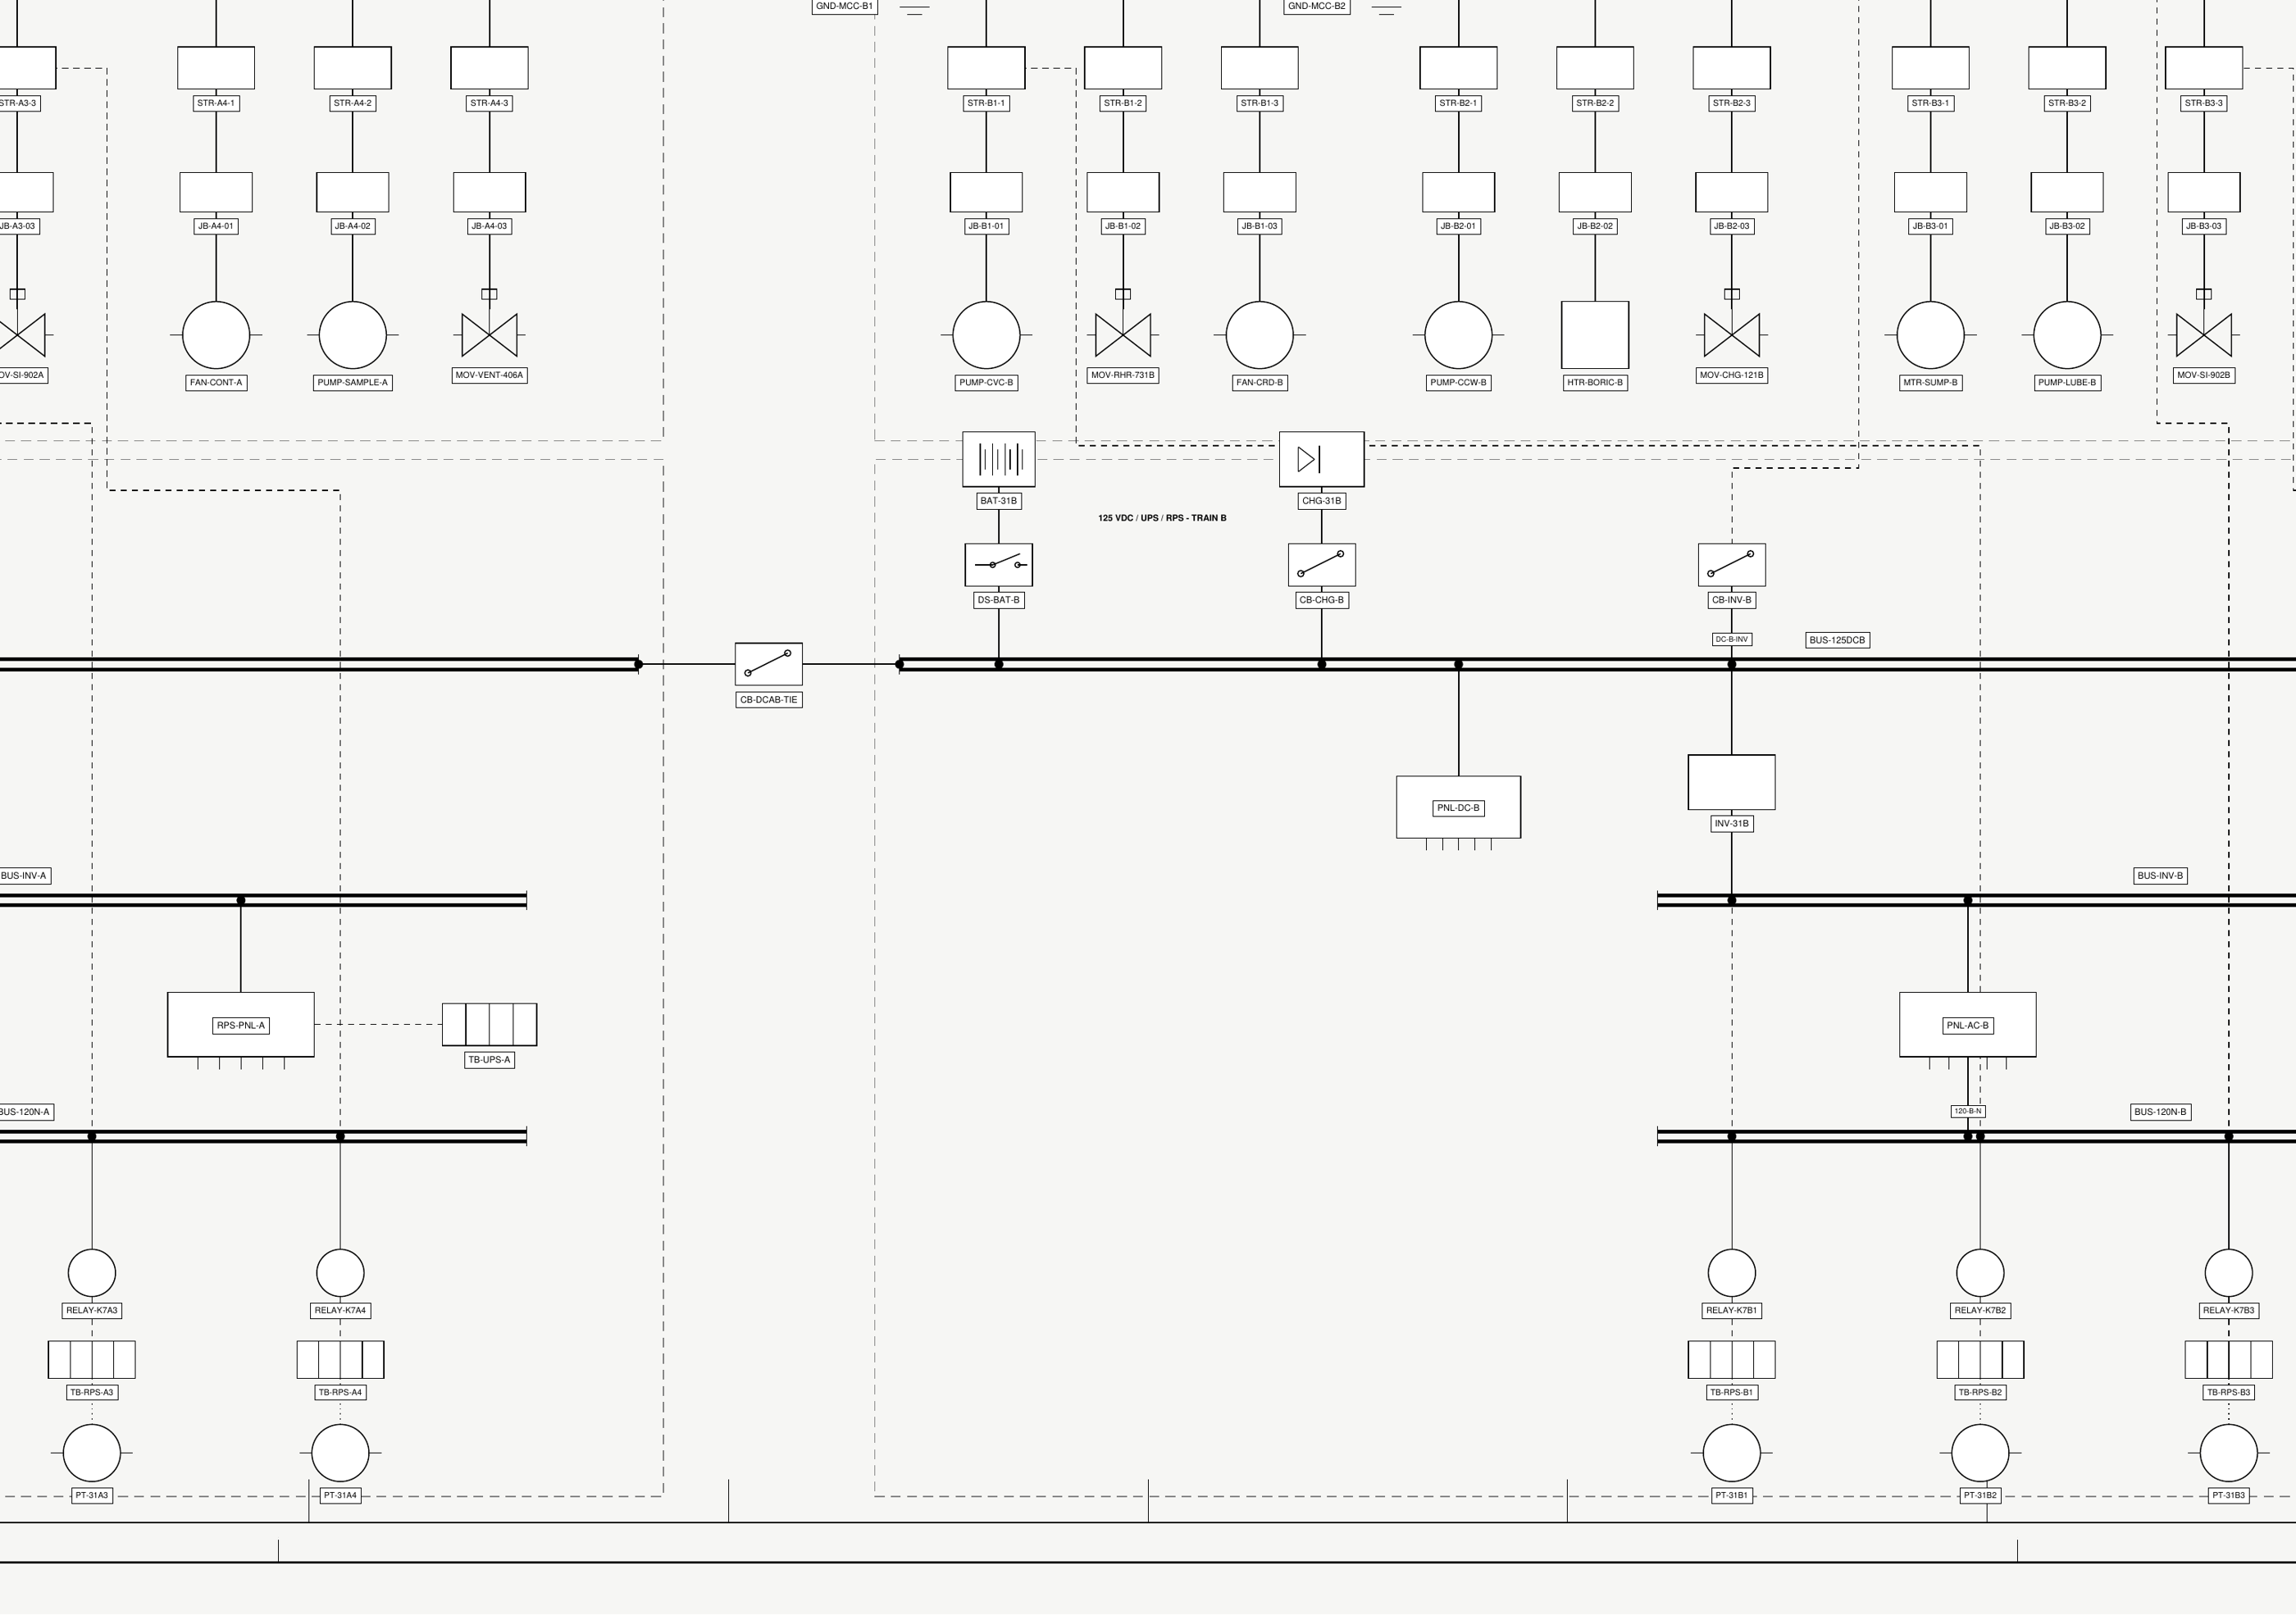 GND-MCC-B1
GND-MCC-B2
STR-A3-3
STR-A4-1
STR-A4-2
STR-A4-3
STR-B1-1
STR-B1-2
STR-B1-3
STR-B2-1
STR-B2-2
STR-B2-3
STR-B3-1
STR-B3-2
STR-B3-3
JB-A3-03
JB-A4-01
JB-A4-02
JB-A4-03
JB-B1-01
JB-B1-02
JB-B1-03
JB-B2-01
JB-B2-02
JB-B2-03
JB-B3-01
JB-B3-02
JB-B3-03
OV-SI-902A
FAN-CONT-A
PUMP-SAMPLE-A
MOV-VENT-406A
PUMP-CVC-B
MOV-RHR-731B
FAN-CRD-B
PUMP-CCW-B
HTR-BORIC-B
MOV-CHG-121B
MTR-SUMP-B
PUMP-LUBE-B
MOV-SI-902B
BAT-31B
CHG-31B
125 VDC / UPS / RPS - TRAIN B
DS-BAT-B
CB-CHG-B
CB-INV-B
DC-B-INV
BUS-125DCB
CB-DCAB-TIE
PNL-DC-B
INV-31B
BUS-INV-A
BUS-INV-B
RPS-PNL-A
TB-UPS-A
PNL-AC-B
BUS-120N-A
120-B-N
BUS-120N-B
RELAY-K7A3
RELAY-K7A4
RELAY-K7B1
RELAY-K7B2
RELAY-K7B3
TB-RPS-A3
TB-RPS-A4
TB-RPS-B1
TB-RPS-B2
TB-RPS-B3
PT-31A3
PT-31A4
PT-31B1
PT-31B2
PT-31B3